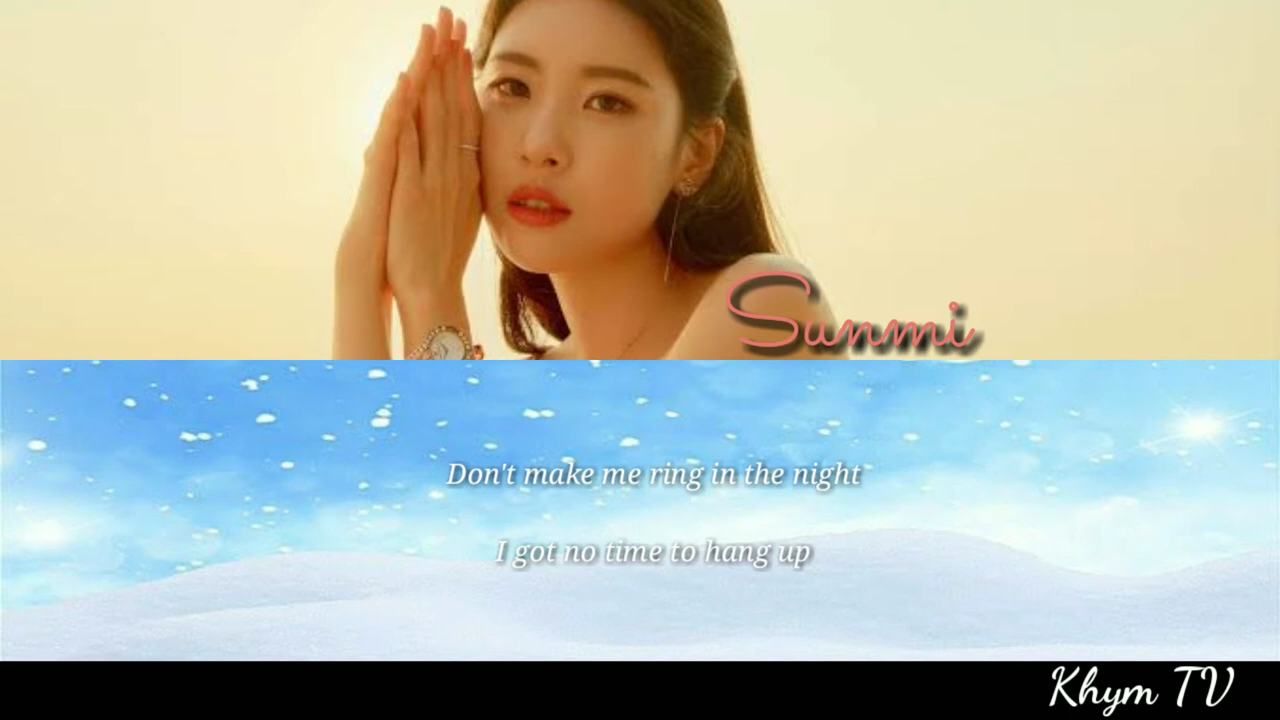 Sunmi
Don't make me ring in the night
I got no time to hang up
Khym TV